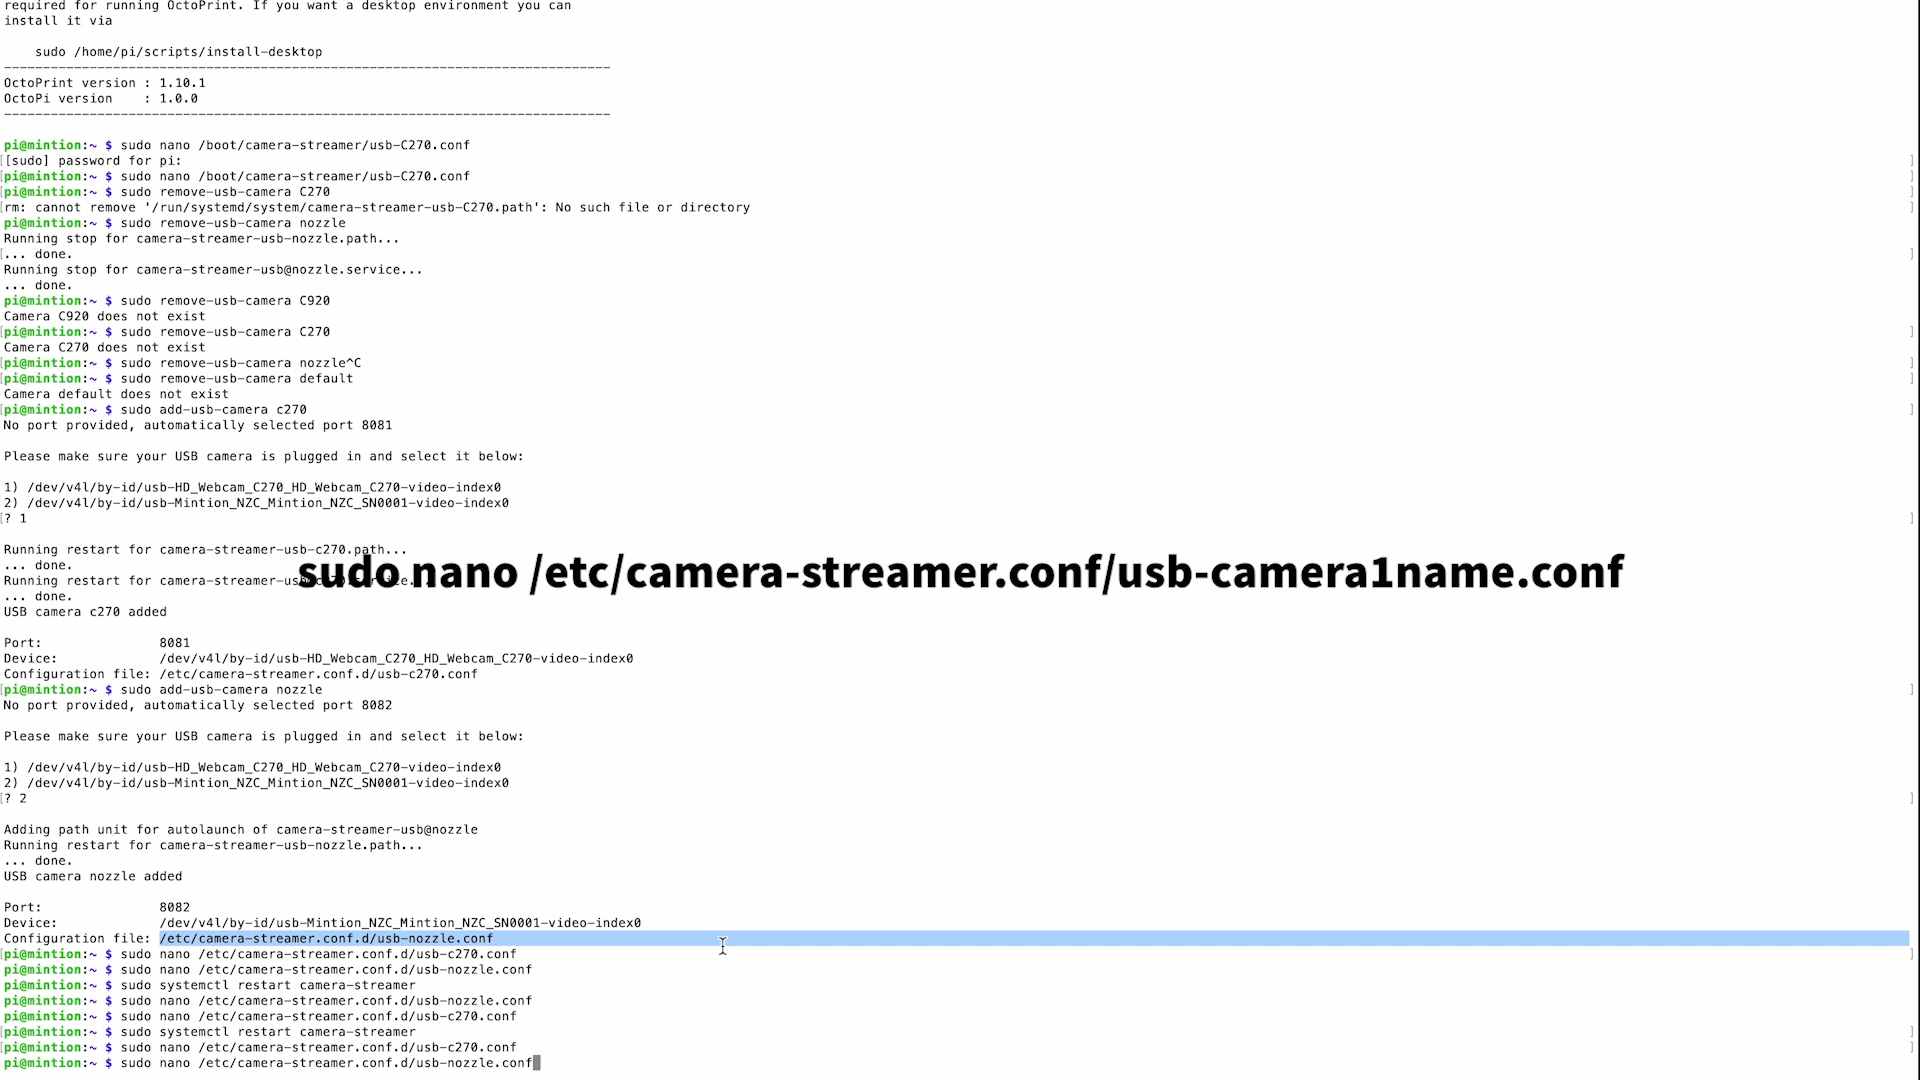 required for running OctoPrint. If you want a desktop environment you can
install it via
sudo /home/pi/scripts/install-desktop
--------------------------------------------------------------------------------
OctoPrint version : 1.10.1
OctoPi version    : 1.0.0
--------------------------------------------------------------------------------
pi@mintion:~ $ sudo nano /boot/camera-streamer/usb-C270.conf
[[sudo] password for pi:                    ]
[pi@mintion:~ $ sudo nano /boot/camera-streamer/usb-C270.conf                    ]
[pi@mintion:~ $ sudo remove-usb-camera C270                    ]
[rm: cannot remove '/run/systemd/system/camera-streamer-usb-C270.path': No such file or directory                    ]
pi@mintion:~ $ sudo remove-usb-camera nozzle
Running stop for camera-streamer-usb-nozzle.path...
[... done.                    ]
Running stop for camera-streamer-usb@nozzle.service...
... done.
pi@mintion:~ $ sudo remove-usb-camera C920
Camera C920 does not exist
[pi@mintion:~ $ sudo remove-usb-camera C270                    ]
Camera C270 does not exist
[pi@mintion:~ $ sudo remove-usb-camera nozzle^C                    ]
[pi@mintion:~ $ sudo remove-usb-camera default                    ]
Camera default does not exist
[pi@mintion:~ $ sudo add-usb-camera c270                    ]
No port provided, automatically selected port 8081
Please make sure your USB camera is plugged in and select it below:
1) /dev/v4l/by-id/usb-HD_Webcam_C270_HD_Webcam_C270-video-index0
2) /dev/v4l/by-id/usb-Mintion_NZC_Mintion_NZC_SN0001-video-index0
[? 1                    ]
Running restart for camera-streamer-usb-c270.path...
... done.
sudo nano /etc/camera-streamer.conf/usb-camera1name.conf
Running restart for camera-streamer-
... done.
USB camera c270 added
Port:               8081
Device:             /dev/v4l/by-id/usb-HD_Webcam_C270_HD_Webcam_C270-video-index0
Configuration file: /etc/camera-streamer.conf.d/usb-c270.conf
[pi@mintion:~ $ sudo add-usb-camera nozzle                    ]
No port provided, automatically selected port 8082
Please make sure your USB camera is plugged in and select it below:
1) /dev/v4l/by-id/usb-HD_Webcam_C270_HD_Webcam_C270-video-index0
2) /dev/v4l/by-id/usb-Mintion_NZC_Mintion_NZC_SN0001-video-index0
[? 2                    ]
Adding path unit for autolaunch of camera-streamer-usb@nozzle
Running restart for camera-streamer-usb-nozzle.path...
... done.
USB camera nozzle added
Port:               8082
Device:             /dev/v4l/by-id/usb-Mintion_NZC_Mintion_NZC_SN0001-video-index0
Configuration file: /etc/camera-streamer.conf.d/usb-nozzle.conf
[pi@mintion:~ $ sudo nano /etc/camera-streamer.conf.d/usb-c270.conf                    ]
pi@mintion:~ $ sudo nano /etc/camera-streamer.conf.d/usb-nozzle.conf
pi@mintion:~ $ sudo systemctl restart camera-streamer
pi@mintion:~ $ sudo nano /etc/camera-streamer.conf.d/usb-nozzle.conf
pi@mintion:~ $ sudo nano /etc/camera-streamer.conf.d/usb-c270.conf
[pi@mintion:~ $ sudo systemctl restart camera-streamer                    ]
[pi@mintion:~ $ sudo nano /etc/camera-streamer.conf.d/usb-c270.conf                    ]
pi@mintion:~ $ sudo nano /etc/camera-streamer.conf.d/usb-nozzle.conf